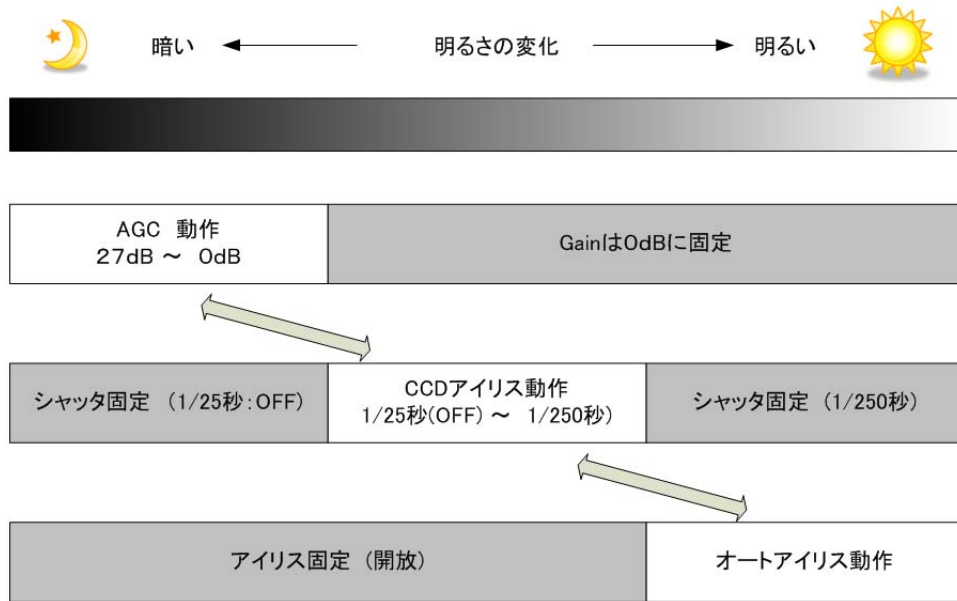 暗い 明るさの変化 明るい
AGC 動作
27dB ～ 0dB
Gainは0dBに固定
シャッタ固定 （1/25秒：OFF）
CCDアイリス動作
1/25秒(OFF) ～ 1/250秒）
シャッタ固定 （1/250秒）
アイリス固定 （開放）
オートアイリス動作